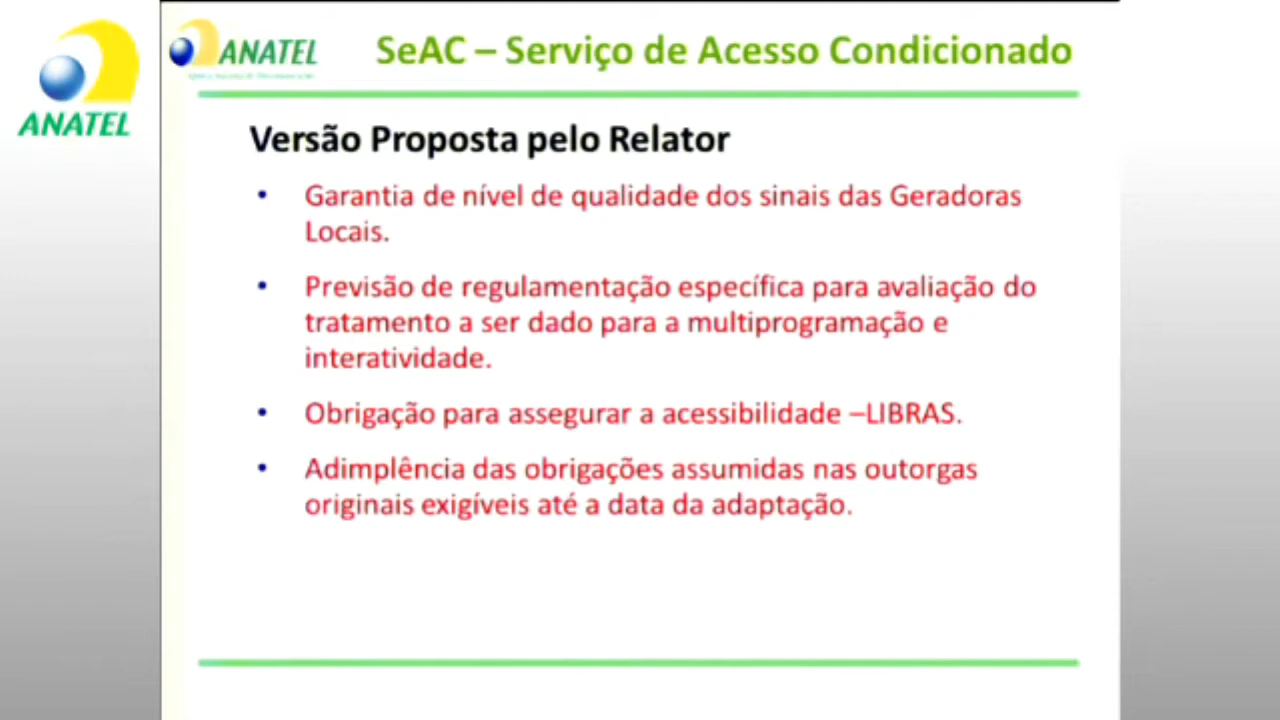 ANATEL
ANATEL
SeAC – Serviço de Acesso Condicionado
Versão Proposta pelo Relator
• Garantia de nível de qualidade dos sinais das Geradoras
Locais.
• Previsão de regulamentação específica para avaliação do
tratamento a ser dado para a multiprogramação e
interatividade.
• Obrigação para assegurar a acessibilidade –LIBRAS.
• Adimplência das obrigações assumidas nas outorgas
originais exigíveis até a data da adaptação.